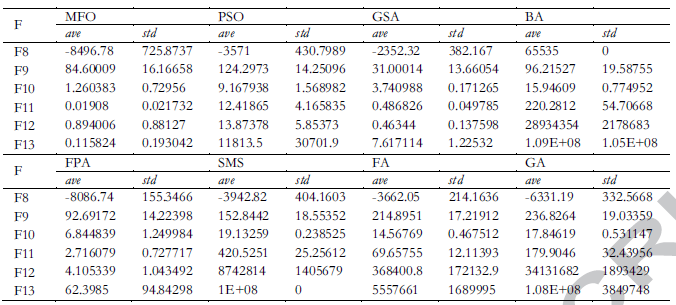 F MFO PSO GSA BA
ave std ave std ave std ave std
F8 -8496.78 725.8737 -3571 430.7989 -2352.32 382.167 65535 0
F9 84.60009 16.16658 124.2973 14.25096 31.00014 13.66054 96.21527 19.58755
F10 1.260383 0.72956 9.167938 1.568982 3.740988 0.171265 15.94609 0.774952
F11 0.01908 0.021732 12.41865 4.165835 0.486826 0.049785 220.2812 54.70668
F12 0.894006 0.88127 13.87378 5.85373 0.46344 0.137598 28934354 2178683
F13 0.115824 0.193042 11813.5 30701.9 7.617114 1.22532 1.09E+08 1.05E+08
F FPA SMS FA GA
ave std ave std ave std ave std
F8 -8086.74 155.3466 -3942.82 404.1603 -3662.05 214.1636 -6331.19 332.5668
F9 92.69172 14.22398 152.8442 18.55352 214.8951 17.21912 236.8264 19.03359
F10 6.844839 1.249984 19.13259 0.238525 14.56769 0.467512 17.84619 0.531147
F11 2.716079 0.727717 420.5251 25.25612 69.65755 12.11393 179.9046 32.43956
F12 4.105339 1.043492 8742814 1405679 368400.8 172132.9 34131682 1893429
F13 62.3985 94.84298 1E+08 0 5557661 1689995 1.08E+08 3849748